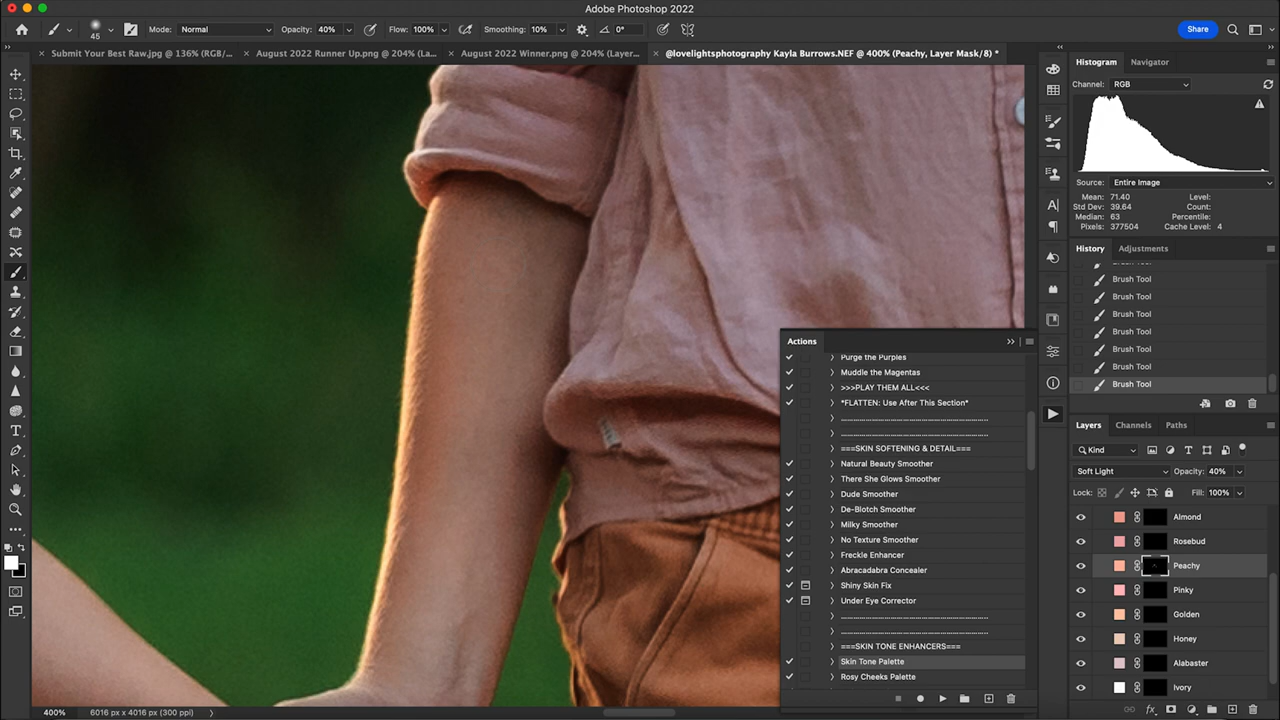 Adobe Photoshop 2022
45 Mode: Normal Opacity: 40% Flow: 100% Smoothing: 10% 0° Share
Submit Your Best Raw.jpg @ 136% (RGB/... August 2022 Runner Up.png @ 204% (La... August 2022 Winner.png @ 204% (Layer... @lovelightsphotography Kayla Burrows.NEF @ 400% (Peachy, Layer Mask/8) *
Histogram Navigator
Channel: RGB
Source: Entire Image
Mean: 71.40 Level:
Std Dev: 39.64 Count:
Median: 63 Percentile:
Pixels: 377504 Cache Level: 4
History Adjustments
Brush Tool
Brush Tool
Brush Tool
Brush Tool
Brush Tool
Brush Tool
Brush Tool
Brush Tool
Actions
Purge the Purples
Muddle the Magentas
>>>PLAY THEM ALL<<<
*FLATTEN: Use After This Section*
===SKIN SOFTENING & DETAIL===
Natural Beauty Smoother
There She Glows Smoother
Dude Smoother
De-Blotch Smoother
Milky Smoother
No Texture Smoother
Freckle Enhancer
Abracadabra Concealer
Shiny Skin Fix
Under Eye Corrector
===SKIN TONE ENHANCERS===
Skin Tone Palette
Rosy Cheeks Palette
Layers Channels Paths
Kind
Soft Light Opacity: 40%
Lock: Fill: 100%
Almond
Rosebud
Peachy
Pinky
Golden
Honey
Alabaster
Ivory
400% 6016 px x 4016 px (300 ppi)